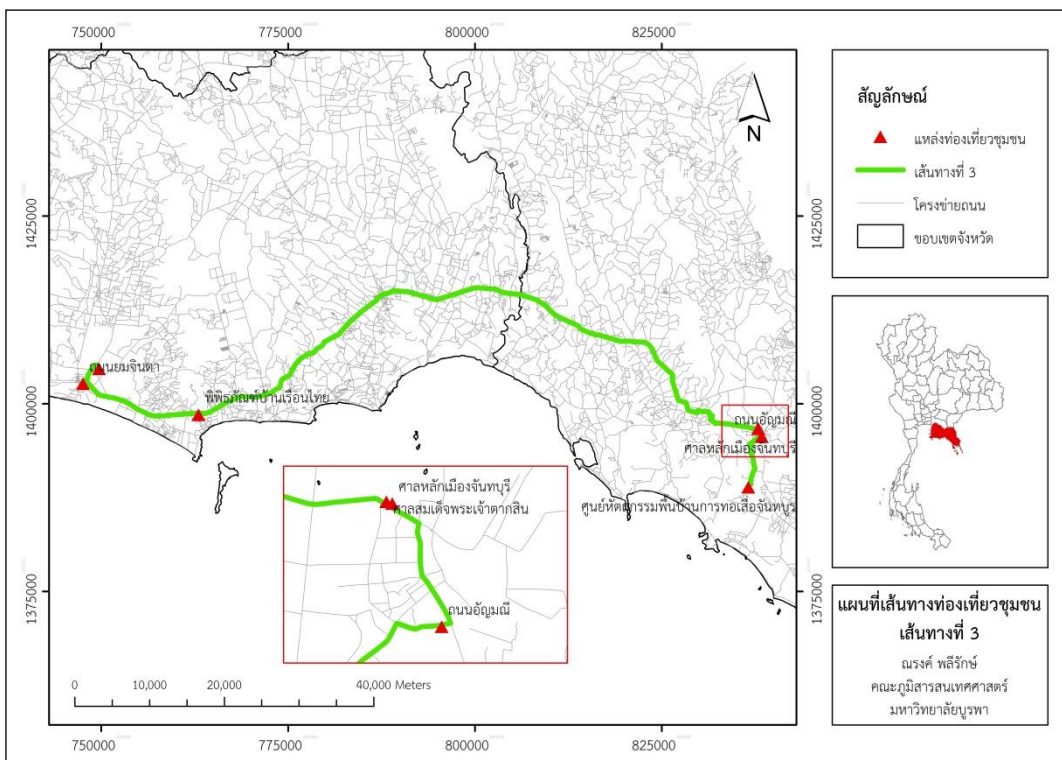 750000 775000 800000 825000
1425000
1400000
1375000
1425000
1400000
1375000
N
ถนนยมจินดา
พิพิธภัณฑ์บ้านเรือนไทย
ถนนอัญมณี
ศาลหลักเมืองจันทบุรี
ศูนย์หัตถกรรมพื้นบ้านการทอเสื่อจันทบูร
ศาลหลักเมืองจันทบุรี
ศาลสมเด็จพระเจ้าตากสิน
ถนนอัญมณี
0 10,000 20,000 40,000 Meters
750000 775000 800000 825000
สัญลักษณ์
แหล่งท่องเที่ยวชุมชน
เส้นทางที่ 3
โครงข่ายถนน
ขอบเขตจังหวัด
แผนที่เส้นทางท่องเที่ยวชุมชน
เส้นทางที่ 3
ณรงค์ พลีรักษ์
คณะภูมิสารสนเทศศาสตร์
มหาวิทยาลัยบูรพา